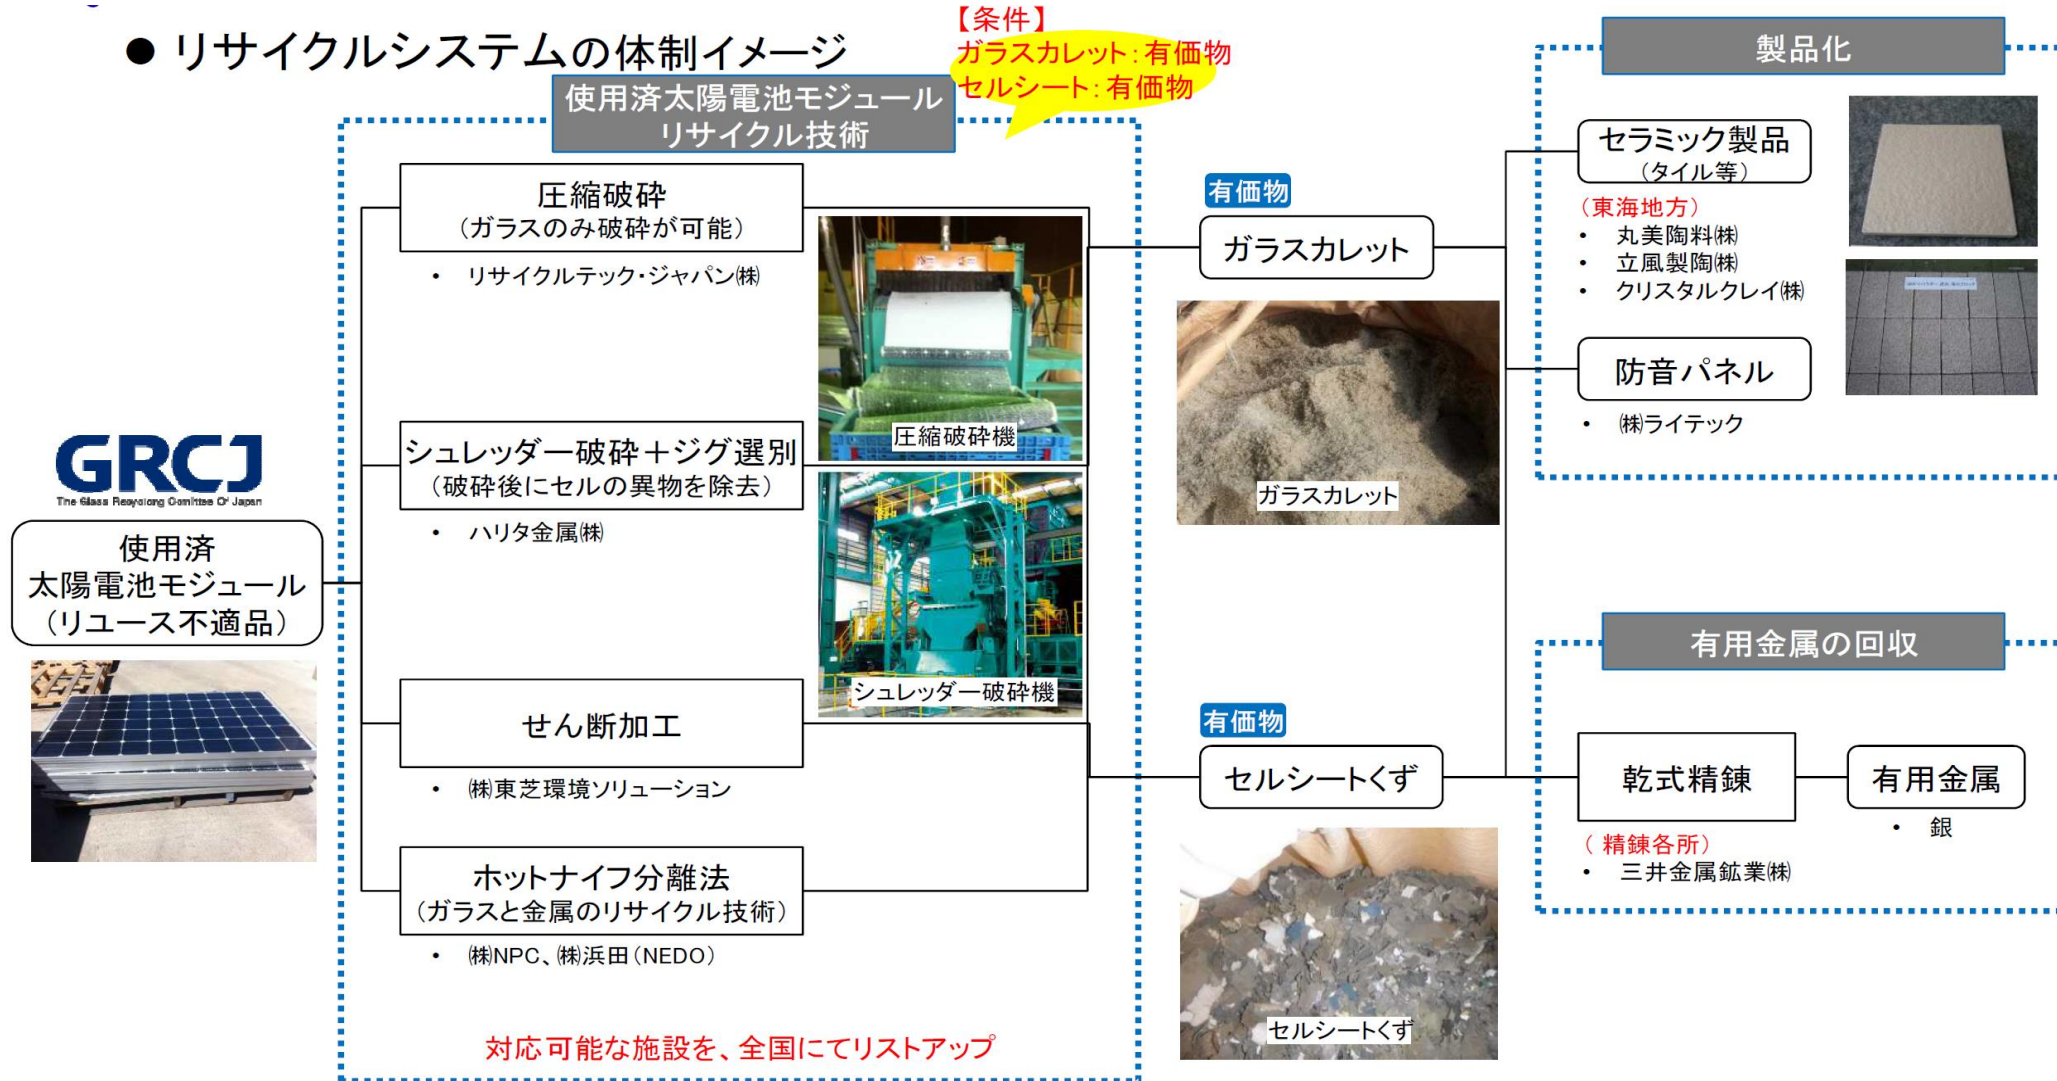 ● リサイクルシステムの体制イメージ
【条件】
ガラスカレット：有価物
セルシート：有価物
使用済太陽電池モジュール
リサイクル技術
圧縮破砕
（ガラスのみ破砕が可能）
• リサイクルテック・ジャパン㈱
圧縮破砕機
シュレッダー破砕＋ジグ選別
（破砕後にセルの異物を除去）
• ハリタ金属㈱
シュレッダー破砕機
せん断加工
• ㈱東芝環境ソリューション
ホットナイフ分離法
（ガラスと金属のリサイクル技術）
• ㈱NPC、㈱浜田（NEDO）
対応可能な施設を、全国にてリストアップ
GRCJ
The Glass Recycling Comittee Of Japan
使用済
太陽電池モジュール
（リユース不適品）
有価物
ガラスカレット
ガラスカレット
有価物
セルシートくず
セルシートくず
製品化
セラミック製品
（タイル等）
（東海地方）
• 丸美陶料㈱
• 立風製陶㈱
• クリスタルクレイ㈱
防音パネル
• ㈱ライテック
有用金属の回収
乾式精錬
（ 精錬各所）
• 三井金属鉱業㈱
有用金属
• 銀